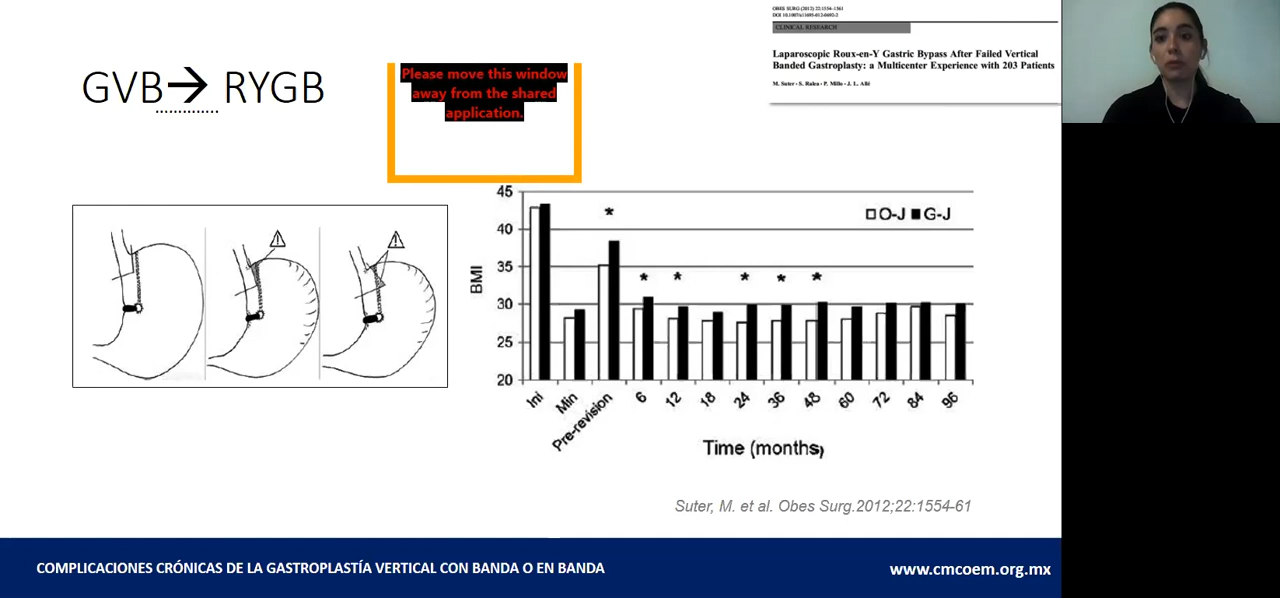 OBES SURG (2012) 22:1554–1561
DOI 10.1007/s11695-012-0692-2
CLINICAL RESEARCH
Laparoscopic Roux-en-Y Gastric Bypass After Failed Vertical
Banded Gastroplasty: a Multicenter Experience with 203 Patients
M. Suter · S. Ralea · P. Millo · J. L. Allé
GVB→ RYGB
Please move this window
away from the shared
application.
45
40
35
30
25
20
BMI
O-J G-J
*
* * * * *
! !
Ini Min Pre-revision 6 12 18 24 36 48 60 72 84 96
Time (months)
Suter, M. et al. Obes Surg.2012;22:1554-61
COMPLICACIONES CRÓNICAS DE LA GASTROPLASTÍA VERTICAL CON BANDA O EN BANDA
www.cmcoem.org.mx